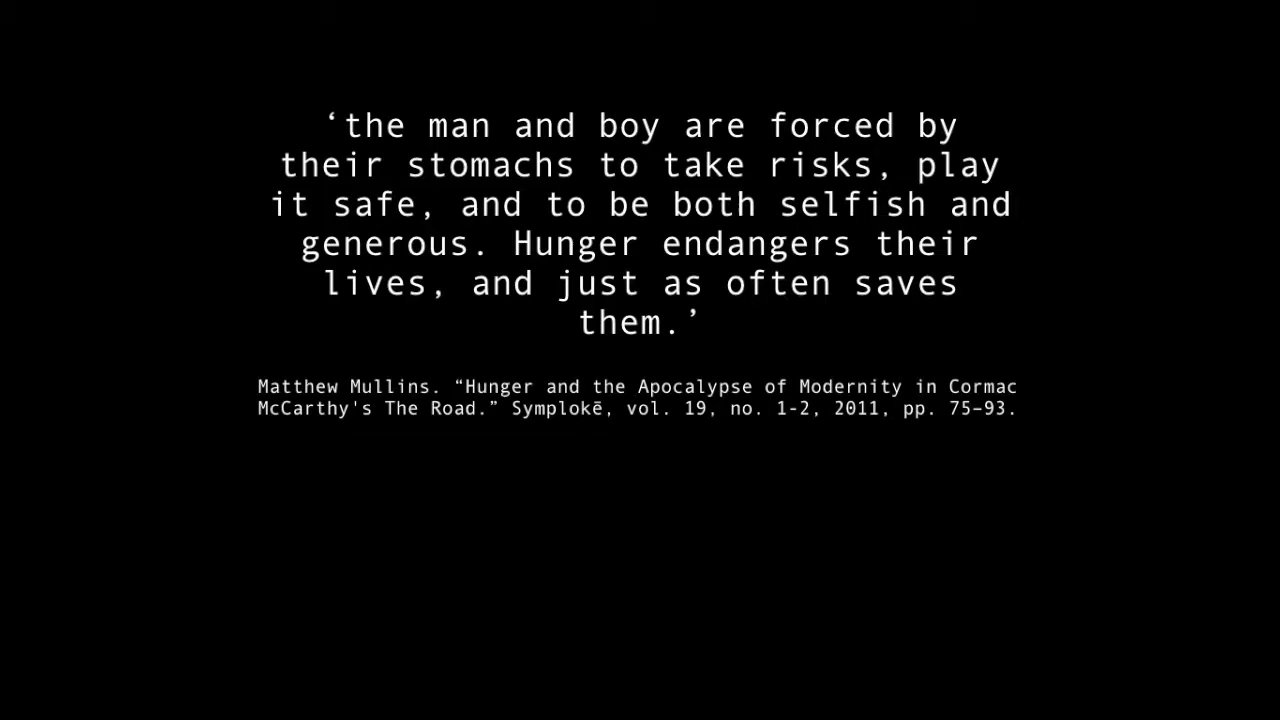 ‘the man and boy are forced by
their stomachs to take risks, play
it safe, and to be both selfish and
generous. Hunger endangers their
lives, and just as often saves
them.’
Matthew Mullins. “Hunger and the Apocalypse of Modernity in Cormac
McCarthy's The Road.” Symplokē, vol. 19, no. 1-2, 2011, pp. 75–93.